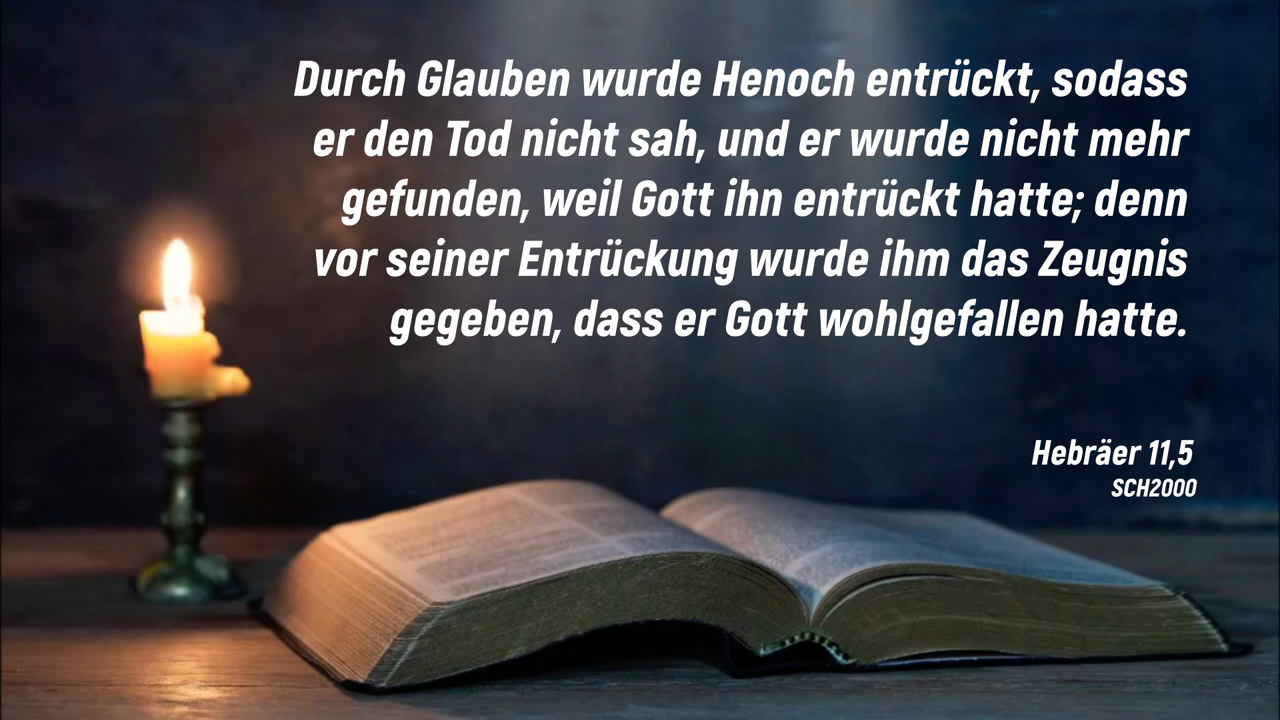 Durch Glauben wurde Henoch entrückt, sodass
er den Tod nicht sah, und er wurde nicht mehr
gefunden, weil Gott ihn entrückt hatte; denn
vor seiner Entrückung wurde ihm das Zeugnis
gegeben, dass er Gott wohlgefallen hatte.
Hebräer 11,5
SCH2000